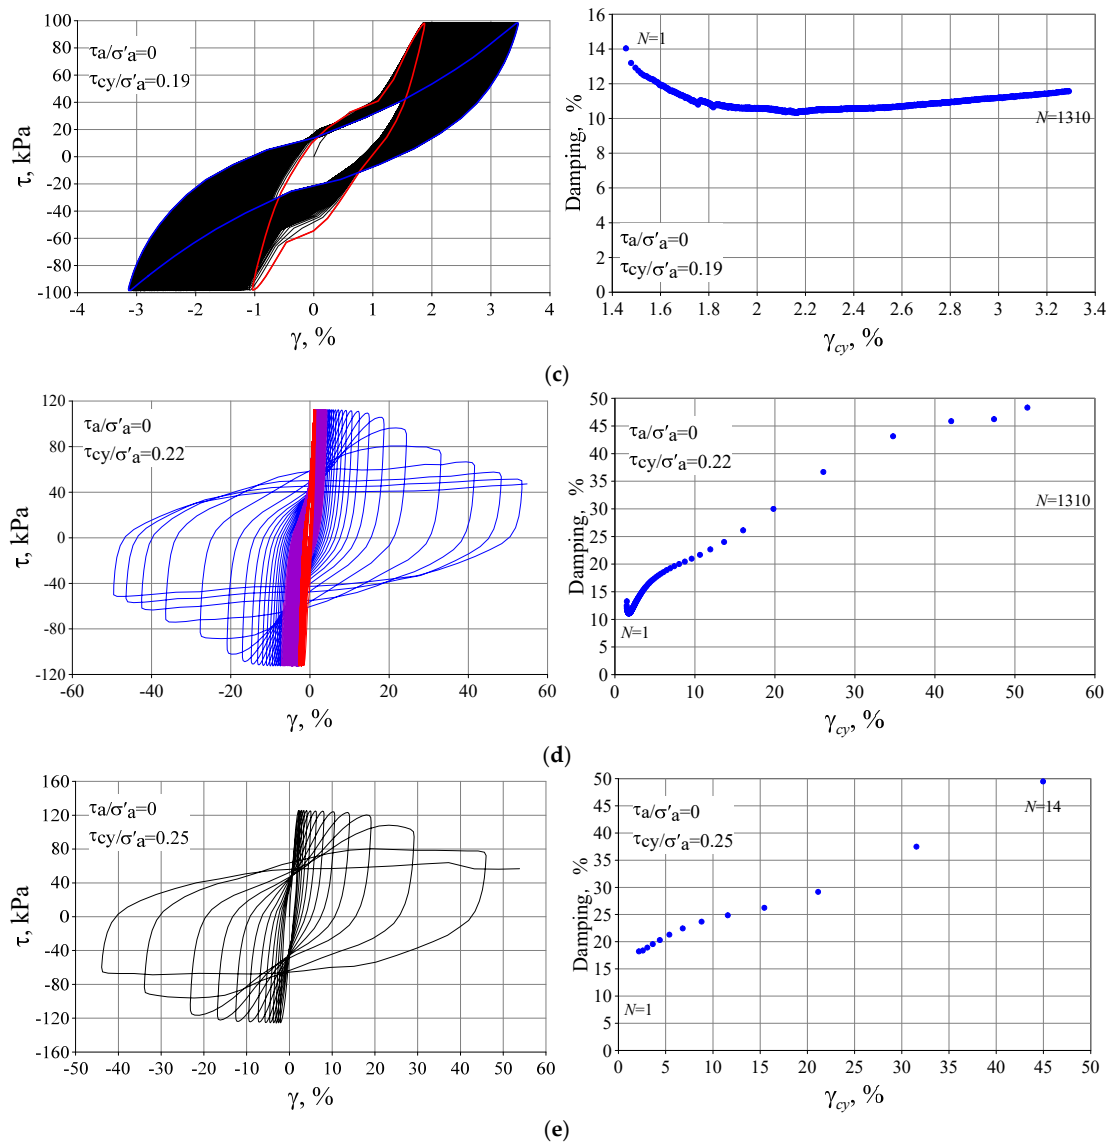 100
80
60
40
20
0
-20
-40
-60
-80
-100
τ, kPa
τa/σ′a=0
τcy/σ′a=0.19
-4 -3 -2 -1 0 1 2 3 4
γ, %
16
14
12
10
8
6
4
2
0
Damping, %
N=1
N=1310
τa/σ′a=0
τcy/σ′a=0.19
1.4 1.6 1.8 2 2.2 2.4 2.6 2.8 3 3.2 3.4
γcy, %
(c)
120
80
40
0
-40
-80
-120
τ, kPa
τa/σ′a=0
τcy/σ′a=0.22
-60 -40 -20 0 20 40 60
γ, %
50
45
40
35
30
25
20
15
10
5
0
Damping, %
τa/σ′a=0
τcy/σ′a=0.22
N=1310
N=1
0 10 20 30 40 50 60
γcy, %
(d)
160
120
80
40
0
-40
-80
-120
-160
τ, kPa
τa/σ′a=0
τcy/σ′a=0.25
-50 -40 -30 -20 -10 0 10 20 30 40 50 60
γ, %
50
45
40
35
30
25
20
15
10
5
0
Damping, %
τa/σ′a=0
τcy/σ′a=0.25
N=14
N=1
0 5 10 15 20 25 30 35 40 45 50
γcy, %
(e)